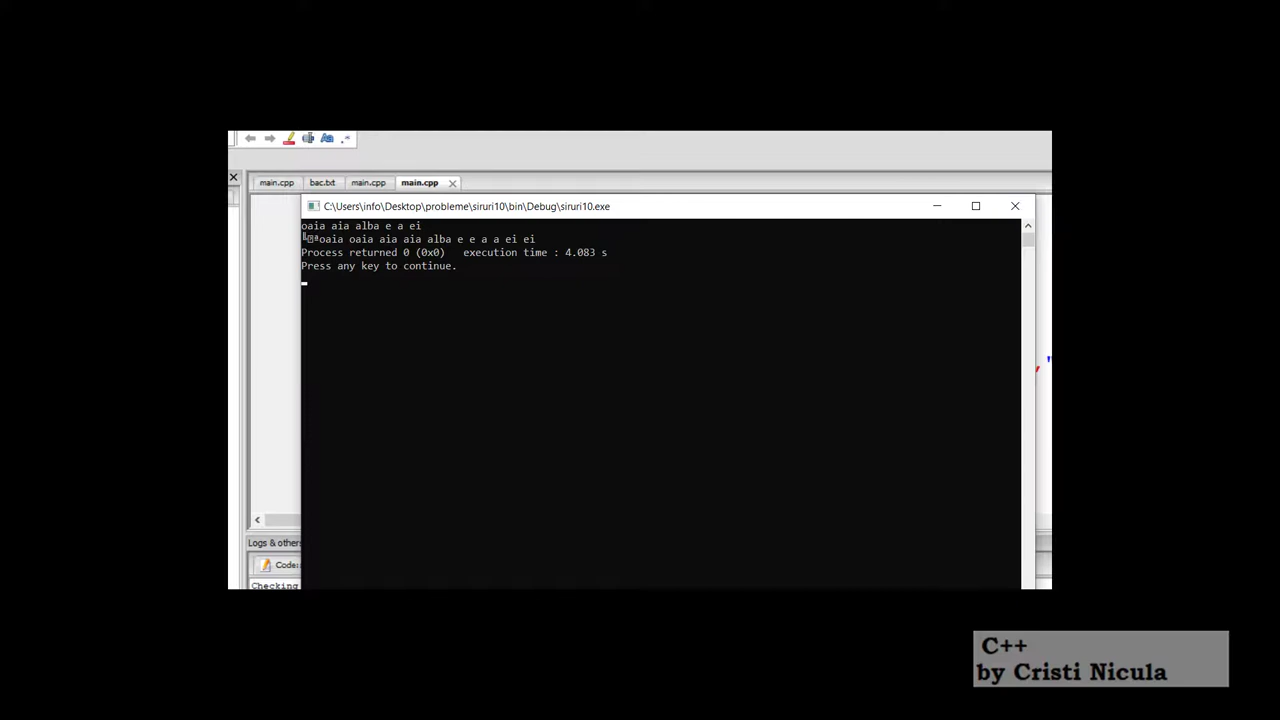 main.cpp bac.txt main.cpp main.cpp
C:\Users\info\Desktop\probleme\siruri10\bin\Debug\siruri10.exe
oaia aia alba e a ei
oaia oaia aia aia alba e e a a ei ei
Process returned 0 (0x0) execution time : 4.083 s
Press any key to continue.
Logs & others
Code:
Checking
C++
by Cristi Nicula